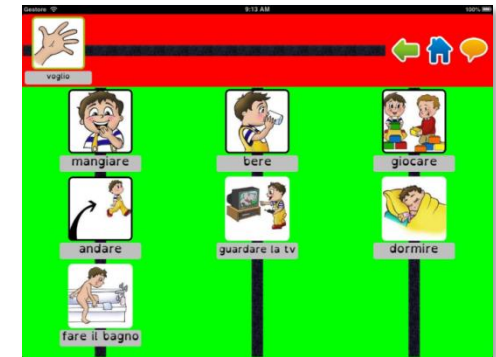 Gestore 9:13 AM 100%
voglio
mangiare bere giocare
andare guardare la tv dormire
fare il bagno